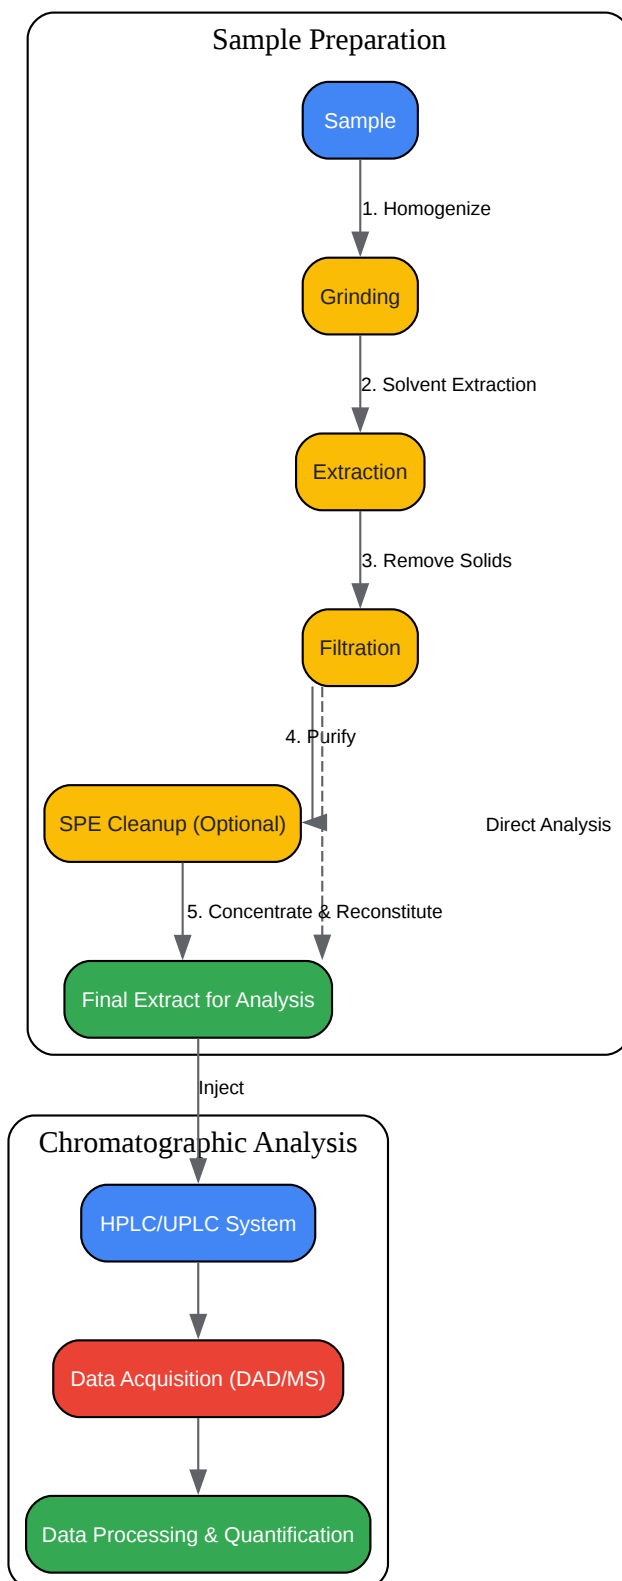 Sample Preparation
Sample
1. Homogenize
Grinding
2. Solvent Extraction
Extraction
3. Remove Solids
Filtration
4. Purify
SPE Cleanup (Optional)
Direct Analysis
5. Concentrate & Reconstitute
Final Extract for Analysis
Inject
Chromatographic Analysis
HPLC/UPLC System
Data Acquisition (DAD/MS)
Data Processing & Quantification